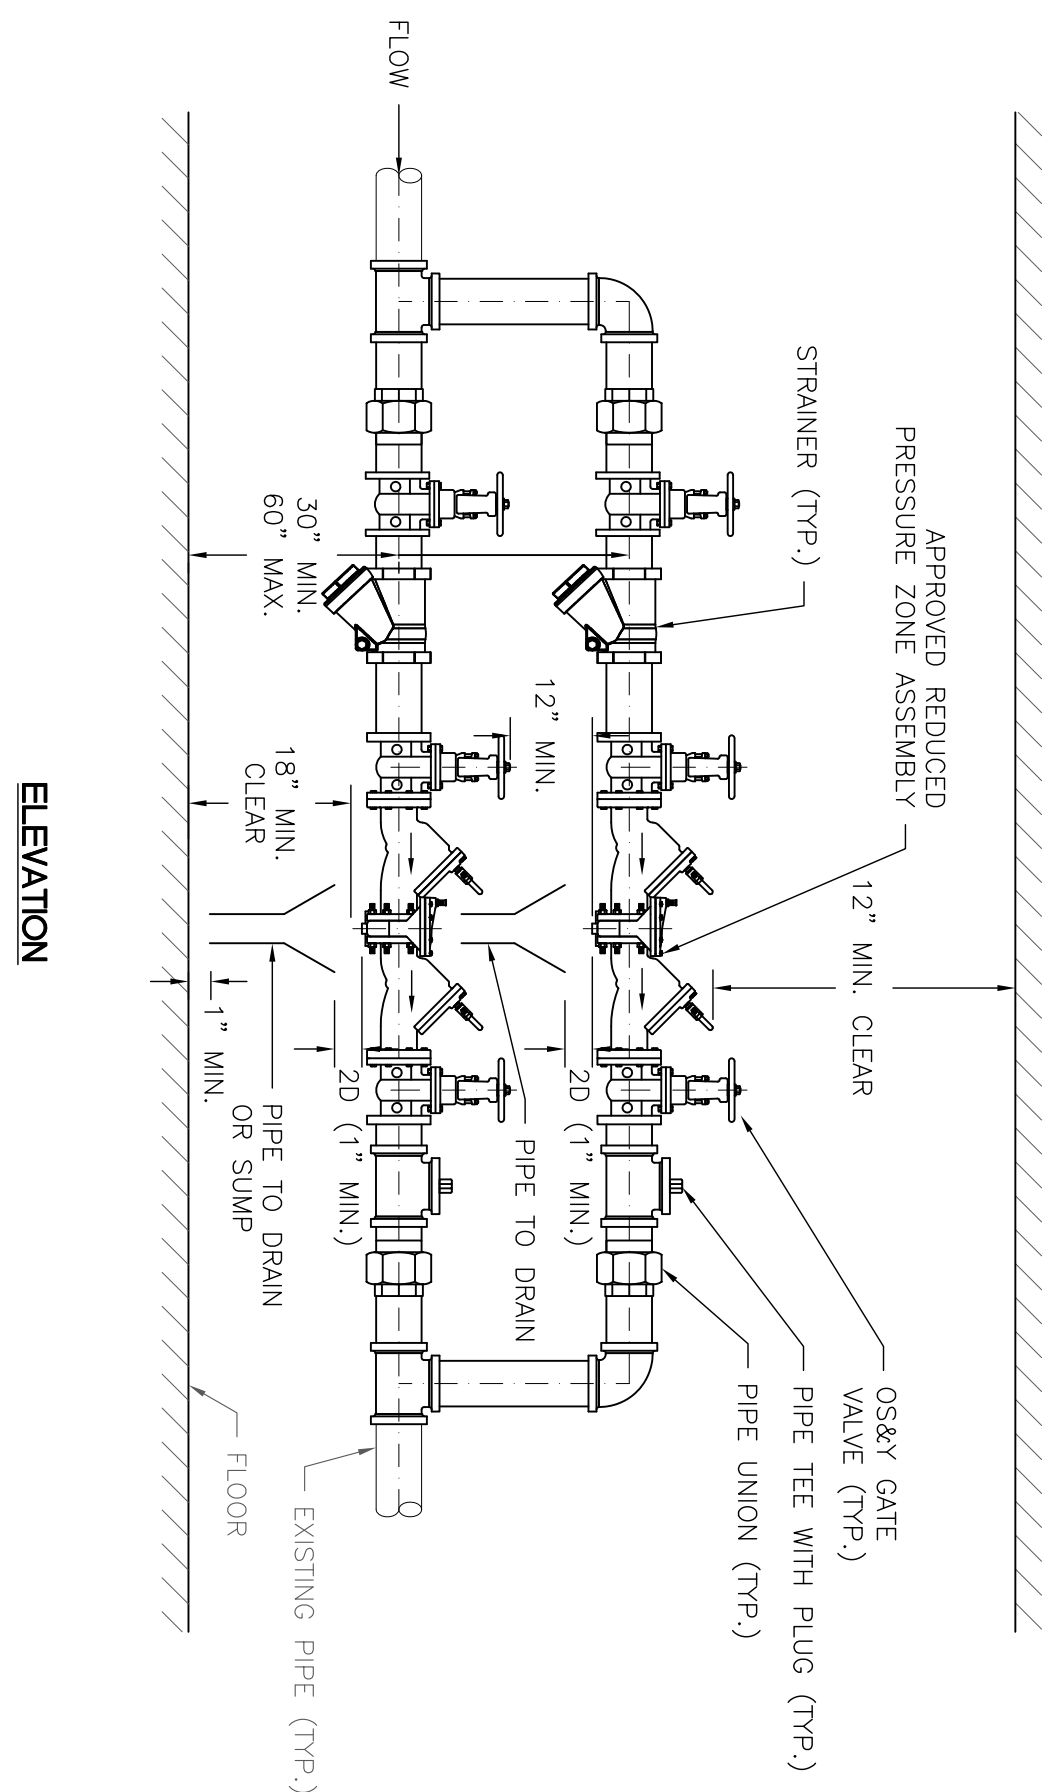 APPROVED REDUCED
PRESSURE ZONE ASSEMBLY
STRAINER (TYP.)
12” MIN. CLEAR
OS&Y GATE
VALVE (TYP.)
PIPE TEE WITH PLUG (TYP.)
PIPE UNION (TYP.)
12” MIN.
2D (1” MIN.)
PIPE TO DRAIN
FLOW
30” MIN.
60” MAX.
18” MIN.
CLEAR
2D (1” MIN.)
PIPE TO DRAIN
OR SUMP
1” MIN.
EXISTING PIPE (TYP.)
FLOOR
ELEVATION